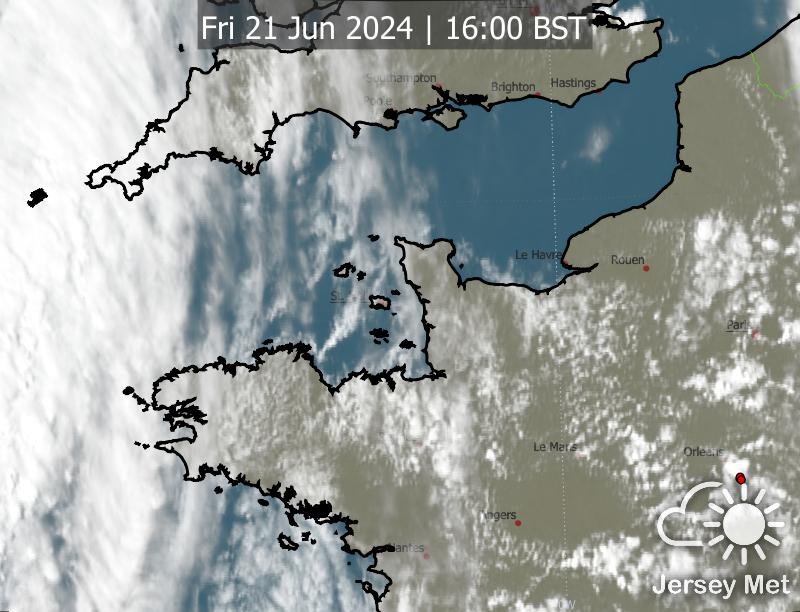 Fri 21 Jun 2024 | 16:00 BST
Southampton
Brighton
Hastings
Poole
Le Havre
Rouen
Paris
Le Mans
Orleans
Angers
Nantes
Jersey Met